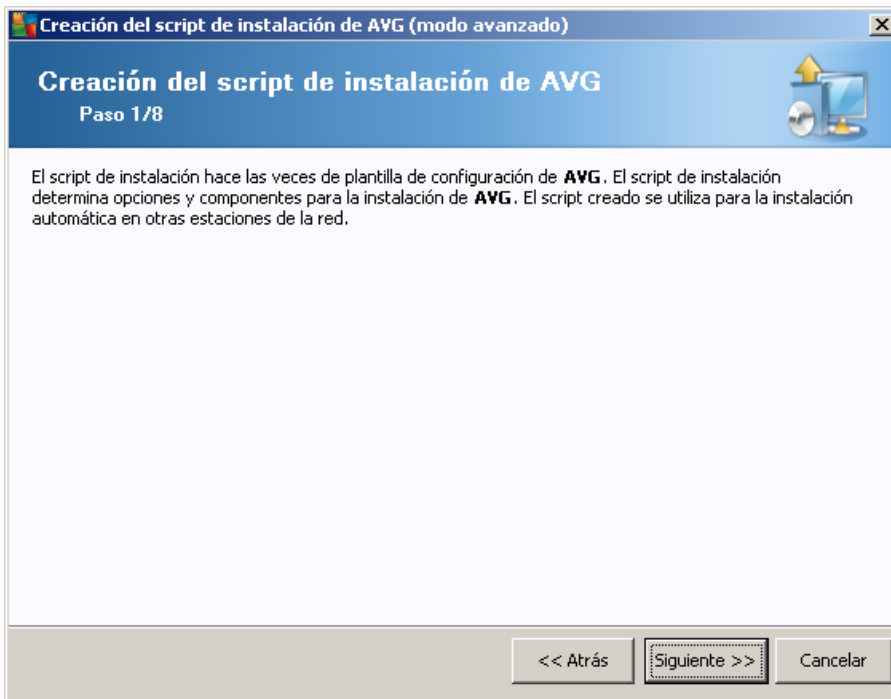 Creación del script de instalación de AVG (modo avanzado)
Creación del script de instalación de AVG
Paso 1/8
El script de instalación hace las veces de plantilla de configuración de AVG. El script de instalación
determina opciones y componentes para la instalación de AVG. El script creado se utiliza para la instalación
automática en otras estaciones de la red.
<< Atrás Siguiente >> Cancelar